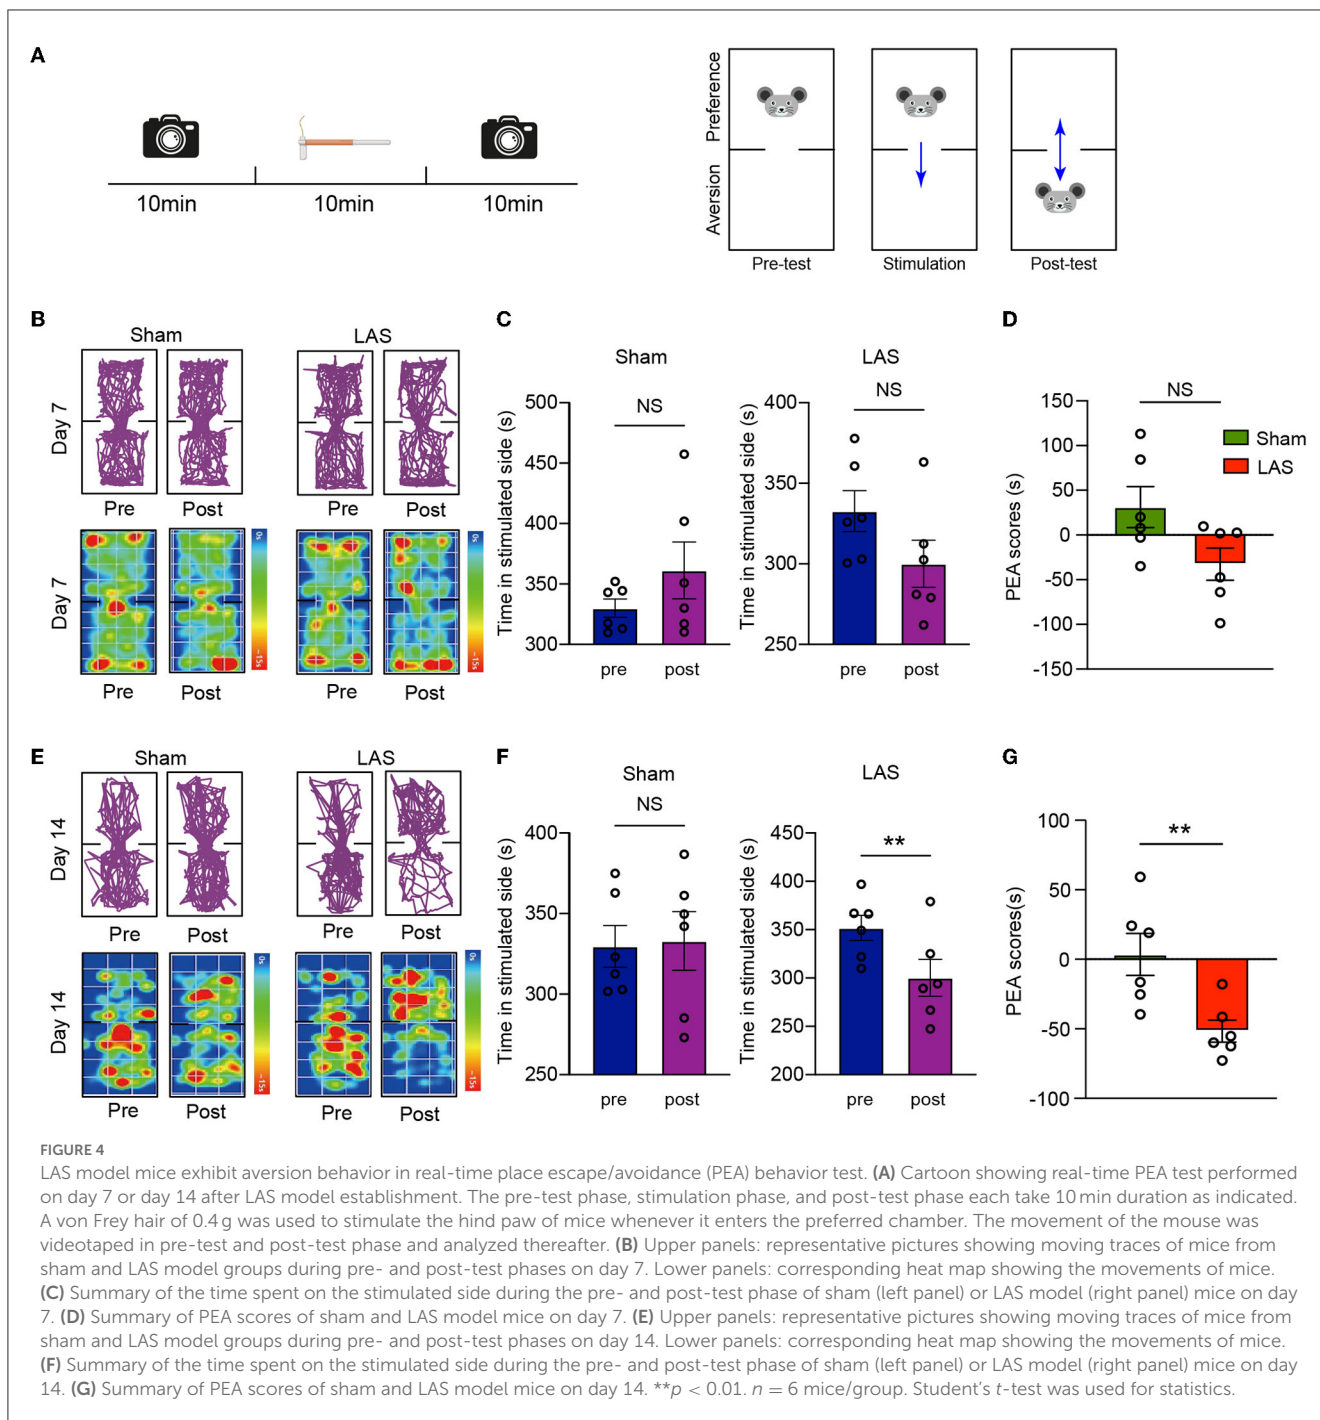 A
10min
10min
10min
Preference
Aversion
Pre-test
Stimulation
Post-test
B
Sham
LAS
Day 7
Pre
Post
Pre
Post
Day 7
0s
~15s
0s
~15s
Pre
Post
Pre
Post
C
Sham
NS
Time in stimulated side (s)
500
450
400
350
300
pre
post
LAS
NS
Time in stimulated side (s)
400
350
300
250
pre
post
D
NS
PEA scores (s)
150
100
50
0
-50
-100
-150
Sham
LAS
E
Sham
LAS
Day 14
Pre
Post
Pre
Post
Day 14
0s
~15s
0s
~15s
Pre
Post
Pre
Post
F
Sham
NS
Time in stimulated side (s)
400
350
300
250
pre
post
LAS
**
Time in stimulated side (s)
450
400
350
300
250
200
pre
post
G
**
PEA scores(s)
100
50
0
-50
-100
FIGURE 4
LAS model mice exhibit aversion behavior in real-time place escape/avoidance (PEA) behavior test. (A) Cartoon showing real-time PEA test performed
on day 7 or day 14 after LAS model establishment. The pre-test phase, stimulation phase, and post-test phase each take 10 min duration as indicated.
A von Frey hair of 0.4 g was used to stimulate the hind paw of mice whenever it enters the preferred chamber. The movement of the mouse was
videotaped in pre-test and post-test phase and analyzed thereafter. (B) Upper panels: representative pictures showing moving traces of mice from
sham and LAS model groups during pre- and post-test phases on day 7. Lower panels: corresponding heat map showing the movements of mice.
(C) Summary of the time spent on the stimulated side during the pre- and post-test phase of sham (left panel) or LAS model (right panel) mice on day
7. (D) Summary of PEA scores of sham and LAS model mice on day 7. (E) Upper panels: representative pictures showing moving traces of mice from
sham and LAS model groups during pre- and post-test phases on day 14. Lower panels: corresponding heat map showing the movements of mice.
(F) Summary of the time spent on the stimulated side during the pre- and post-test phase of sham (left panel) or LAS model (right panel) mice on day
14. (G) Summary of PEA scores of sham and LAS model mice on day 14. **p < 0.01. n = 6 mice/group. Student's t-test was used for statistics.